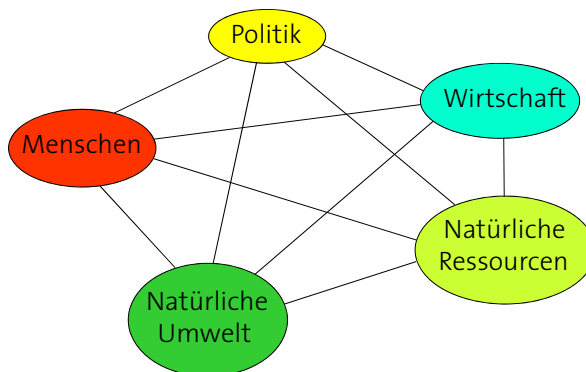 Politik
Wirtschaft
Menschen
Natürliche
Ressourcen
Natürliche
Umwelt